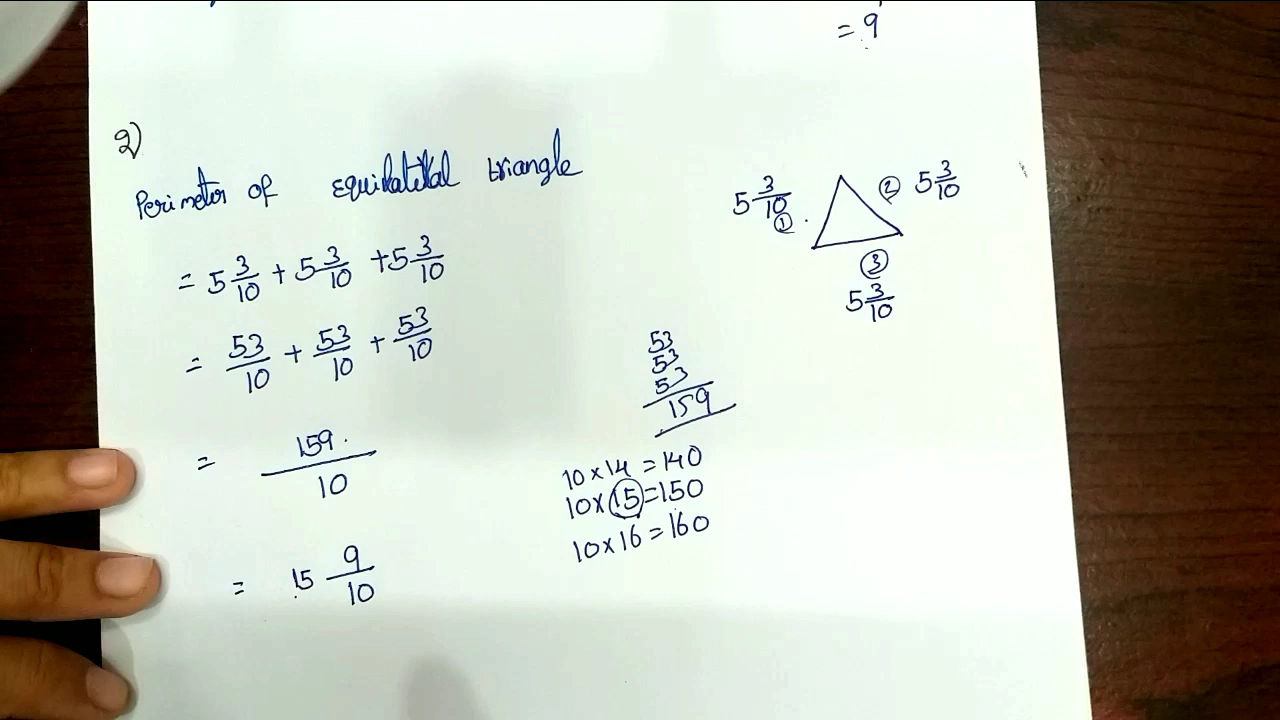 = 9
2)
Perimeter of equilateral triangle
= 5 3/10 + 5 3/10 + 5 3/10
= 53/10 + 53/10 + 53/10
= 159/10
= 15 9/10
5 3/10 ①
② 5 3/10
③
5 3/10
53
53
53
159
10 x 14 = 140
10 x 15 = 150
10 x 16 = 160